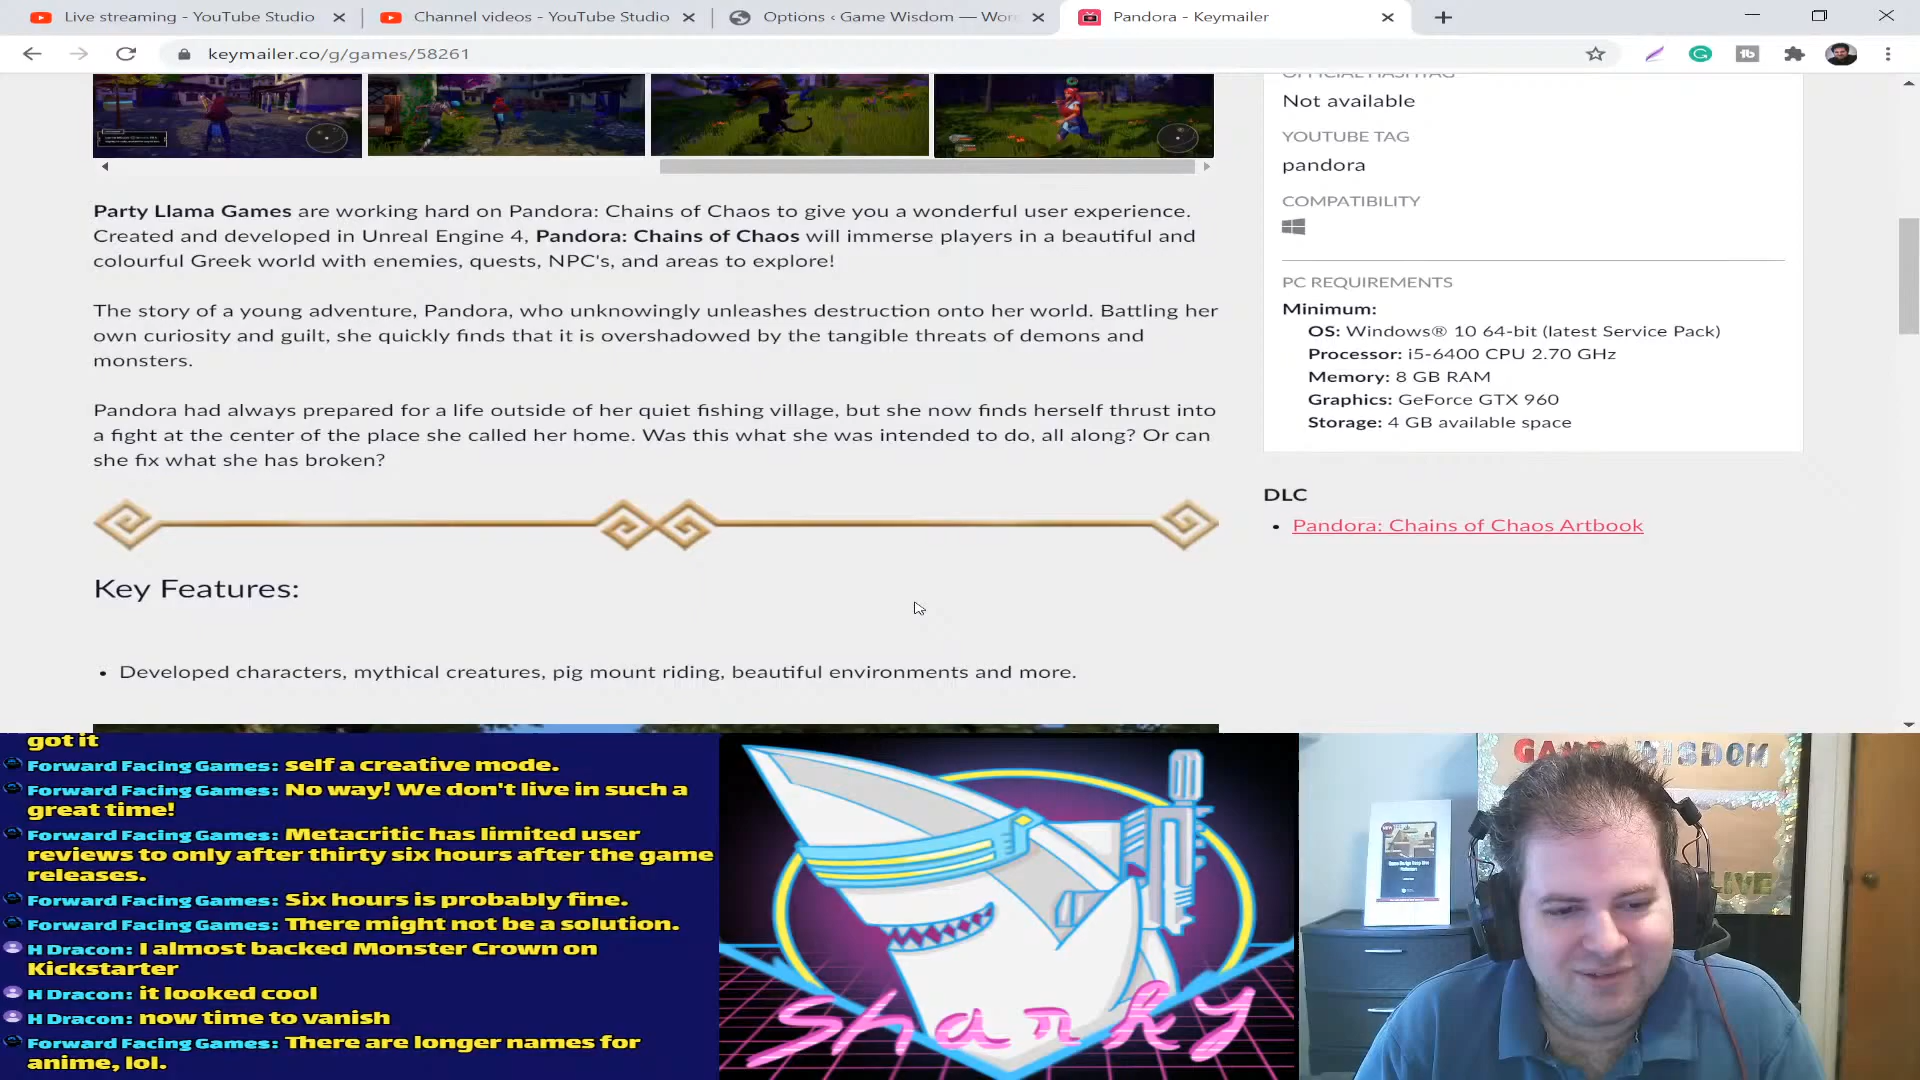 Live streaming - YouTube Studio
Channel videos - YouTube Studio
Options ‹ Game Wisdom — Wor
Pandora - Keymailer
keymailer.co/g/games/58261
OFFICIAL HASHTAG
Not available
YOUTUBE TAG
pandora
COMPATIBILITY
PC REQUIREMENTS
Minimum:
OS: Windows® 10 64-bit (latest Service Pack)
Processor: i5-6400 CPU 2.70 GHz
Memory: 8 GB RAM
Graphics: GeForce GTX 960
Storage: 4 GB available space
DLC
• Pandora: Chains of Chaos Artbook
Party Llama Games are working hard on Pandora: Chains of Chaos to give you a wonderful user experience.
Created and developed in Unreal Engine 4, Pandora: Chains of Chaos will immerse players in a beautiful and
colourful Greek world with enemies, quests, NPC's, and areas to explore!
The story of a young adventure, Pandora, who unknowingly unleashes destruction onto her world. Battling her
own curiosity and guilt, she quickly finds that it is overshadowed by the tangible threats of demons and
monsters.
Pandora had always prepared for a life outside of her quiet fishing village, but she now finds herself thrust into
a fight at the center of the place she called her home. Was this what she was intended to do, all along? Or can
she fix what she has broken?
Key Features:
• Developed characters, mythical creatures, pig mount riding, beautiful environments and more.
got it
Forward Facing Games: self a creative mode.
Forward Facing Games: No way! We don't live in such a
great time!
Forward Facing Games: Metacritic has limited user
reviews to only after thirty six hours after the game
releases.
Forward Facing Games: Six hours is probably fine.
Forward Facing Games: There might not be a solution.
H Dracon: I almost backed Monster Crown on
Kickstarter
H Dracon: it looked cool
H Dracon: now time to vanish
Forward Facing Games: There are longer names for
anime, lol.
Sharky
GAME WISDOM
LIVE